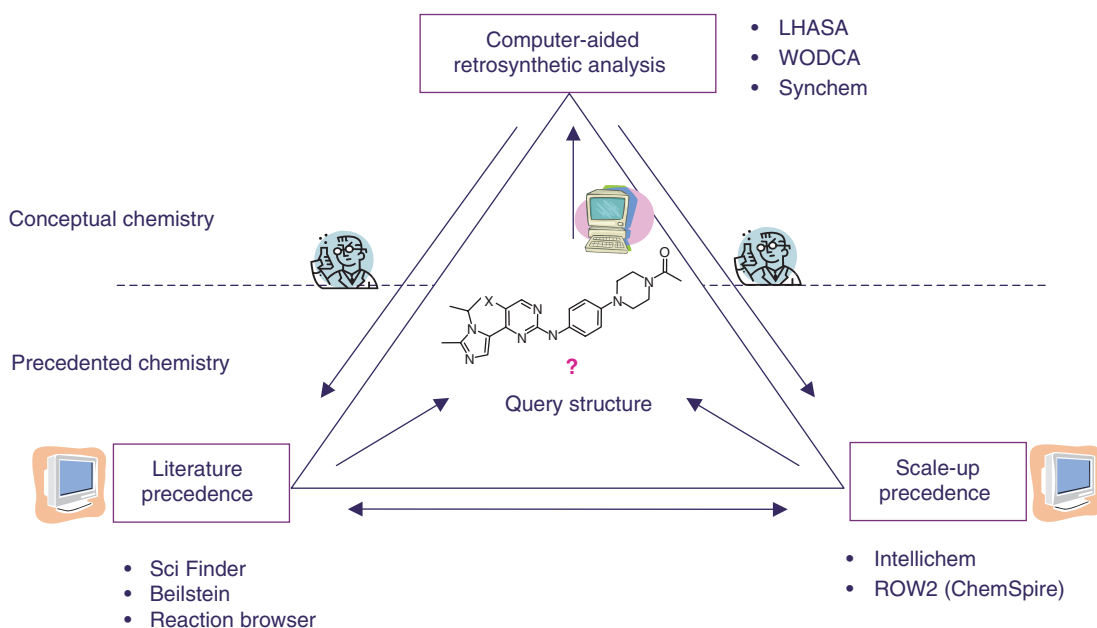 Computer-aided
retrosynthetic analysis
• LHASA
• WODCA
• Synchem
Conceptual chemistry
O
N
N
X
N
N
N
N
N
N
?
Precedented chemistry
Query structure
Literature
precedence
Scale-up
precedence
• Sci Finder
• Beilstein
• Reaction browser
• Intellichem
• ROW2 (ChemSpire)